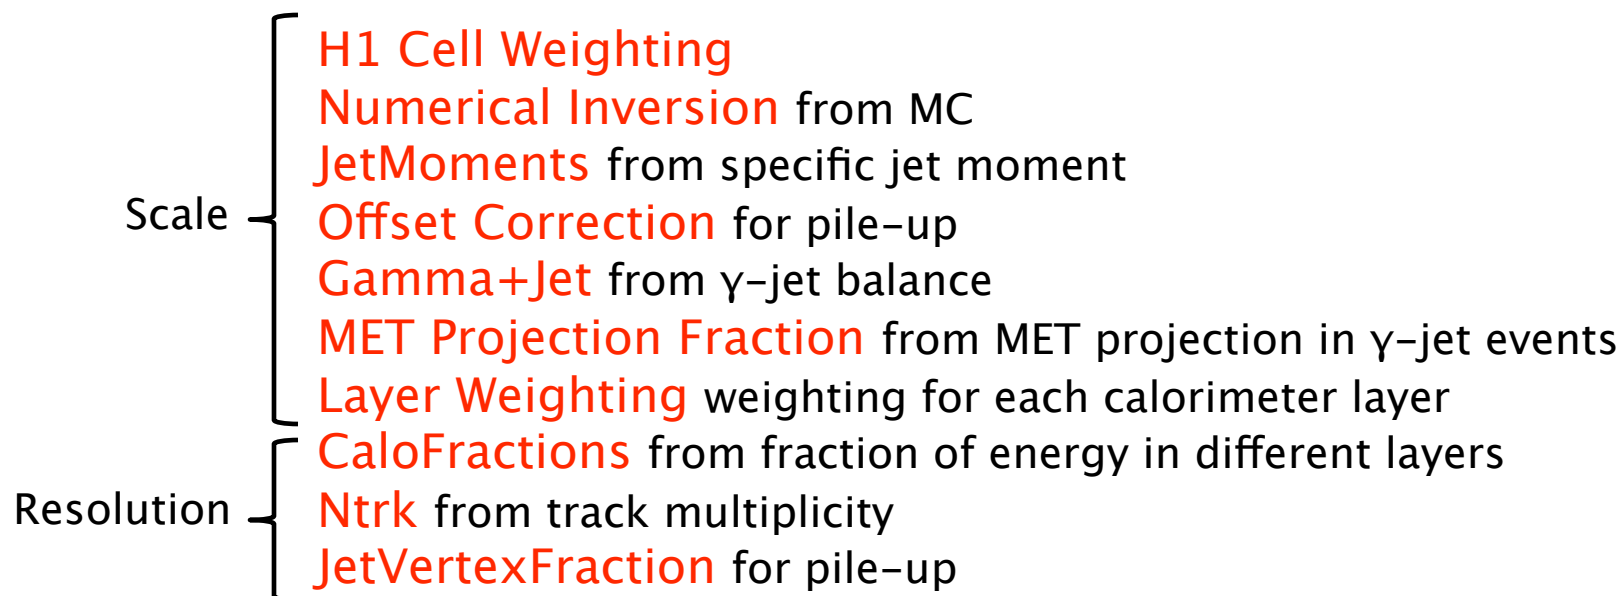 H1 Cell Weighting
Numerical Inversion from MC
JetMoments from specific jet moment
Scale
Offset Correction for pile-up
Gamma+Jet from γ-jet balance
MET Projection Fraction from MET projection in γ-jet events
Layer Weighting weighting for each calorimeter layer
CaloFractions from fraction of energy in different layers
Resolution
Ntrk from track multiplicity
JetVertexFraction for pile-up